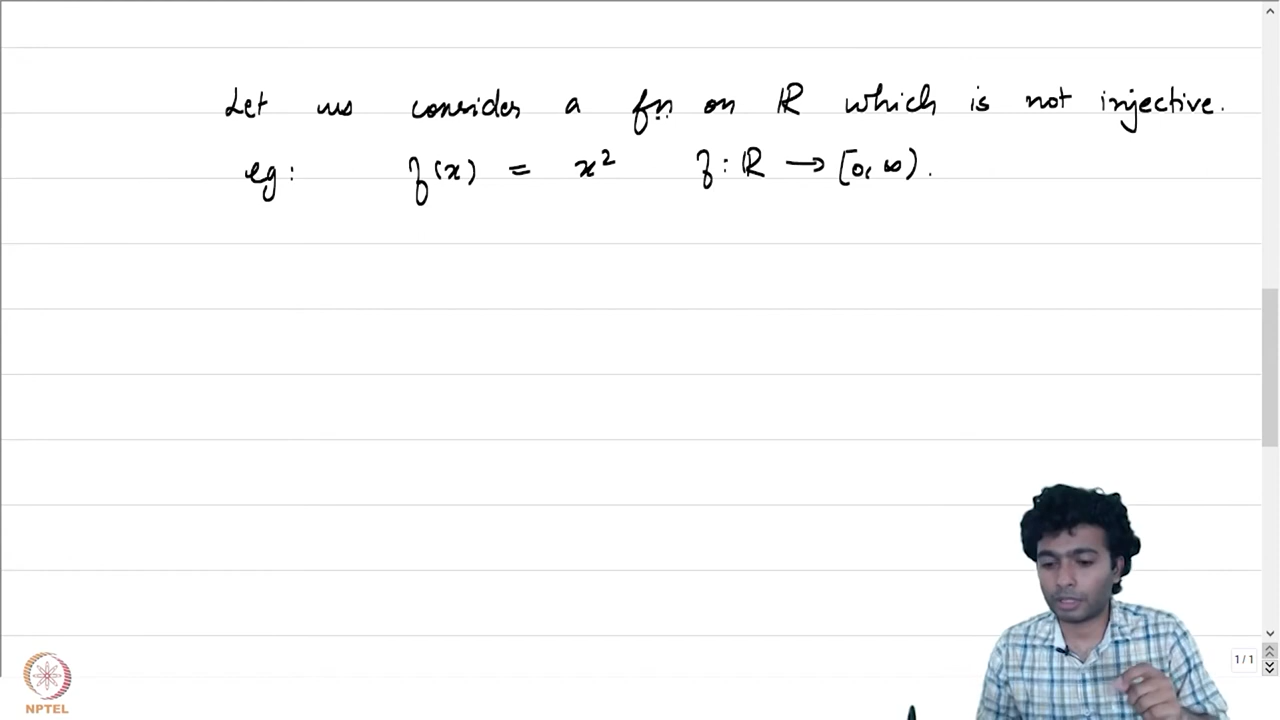 Let us consider a fn. on ℝ which is not injective.
eg: f(x) = x² f: ℝ → [0, ∞).
1/1
NPTEL